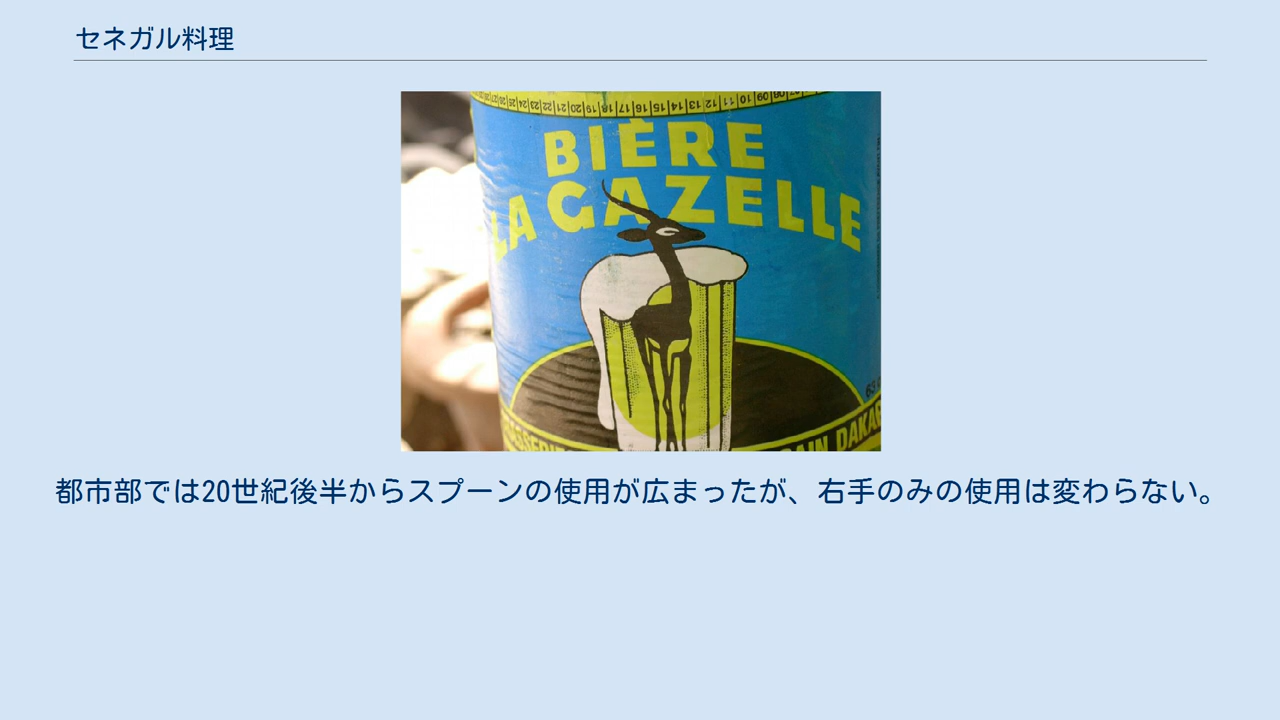 セネガル料理
BIÈRE
LA GAZELLE
DAKAR
都市部では20世紀後半からスプーンの使用が広まったが、右手のみの使用は変わらない。